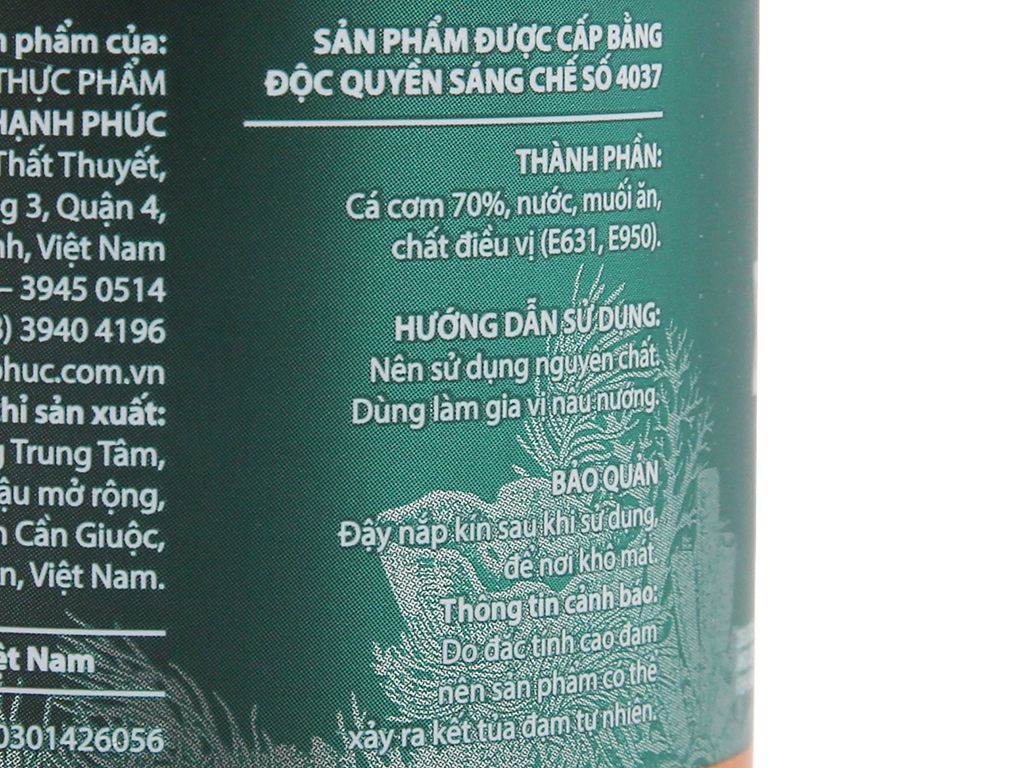 phẩm của:
THỰC PHẨM
HẠNH PHÚC
Thất Thuyết,
3, Quận 4,
Việt Nam
– 3945 0514
3940 4196
phuc.com.vn
hỉ sản xuất:
Trung Tâm,
ậu mở rộng,
Cần Giuộc,
n, Việt Nam.
ệt Nam
0301426056
SẢN PHẨM ĐƯỢC CẤP BẰNG
ĐỘC QUYỀN SÁNG CHẾ SỐ 4037
THÀNH PHẦN:
Cá cơm 70%, nước, muối ăn,
chất điều vị (E631, E950).
HƯỚNG DẪN SỬ DỤNG:
Nên sử dụng nguyên chất.
Dùng làm gia vị nấu nướng.
BẢO QUẢN
Đậy nắp kín sau khi sử dụng,
để nơi khô mát.
Thông tin cảnh báo:
Do đặc tính cao đạm
nên sản phẩm có thể
xảy ra kết tủa đạm tự nhiên.